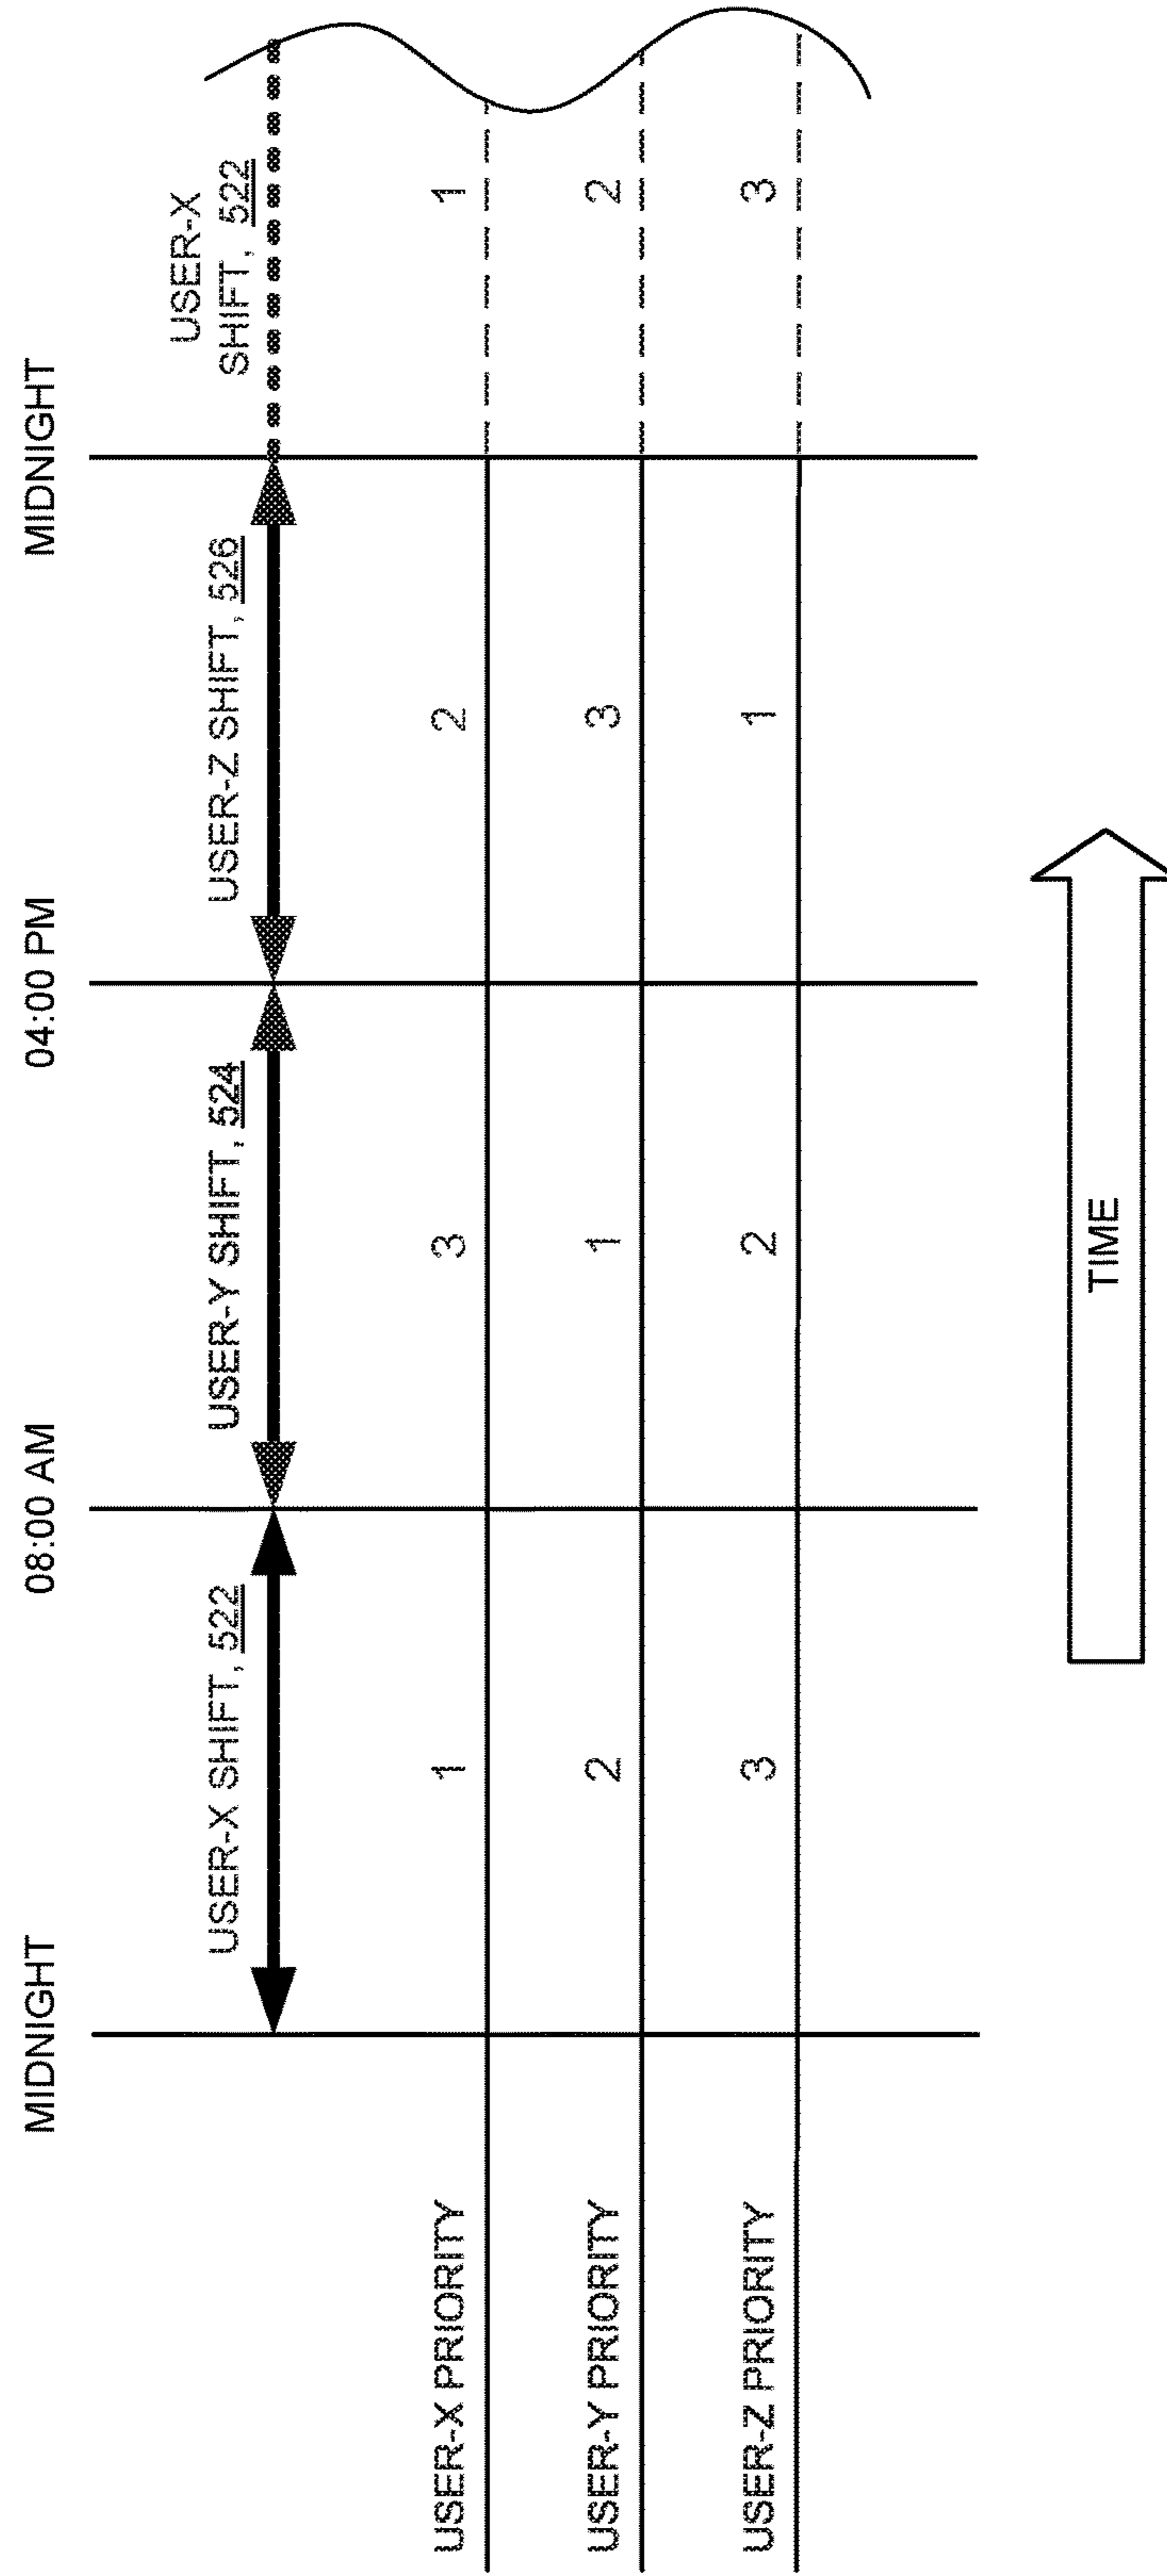 MIDNIGHT 08:00 AM 04:00 PM MIDNIGHT
USER-X SHIFT, 522 USER-Y SHIFT, 524 USER-Z SHIFT, 526 USER-X
SHIFT, 522
USER-X PRIORITY 1 3 2 1
USER-Y PRIORITY 2 1 3 2
USER-Z PRIORITY 3 2 1 3
TIME